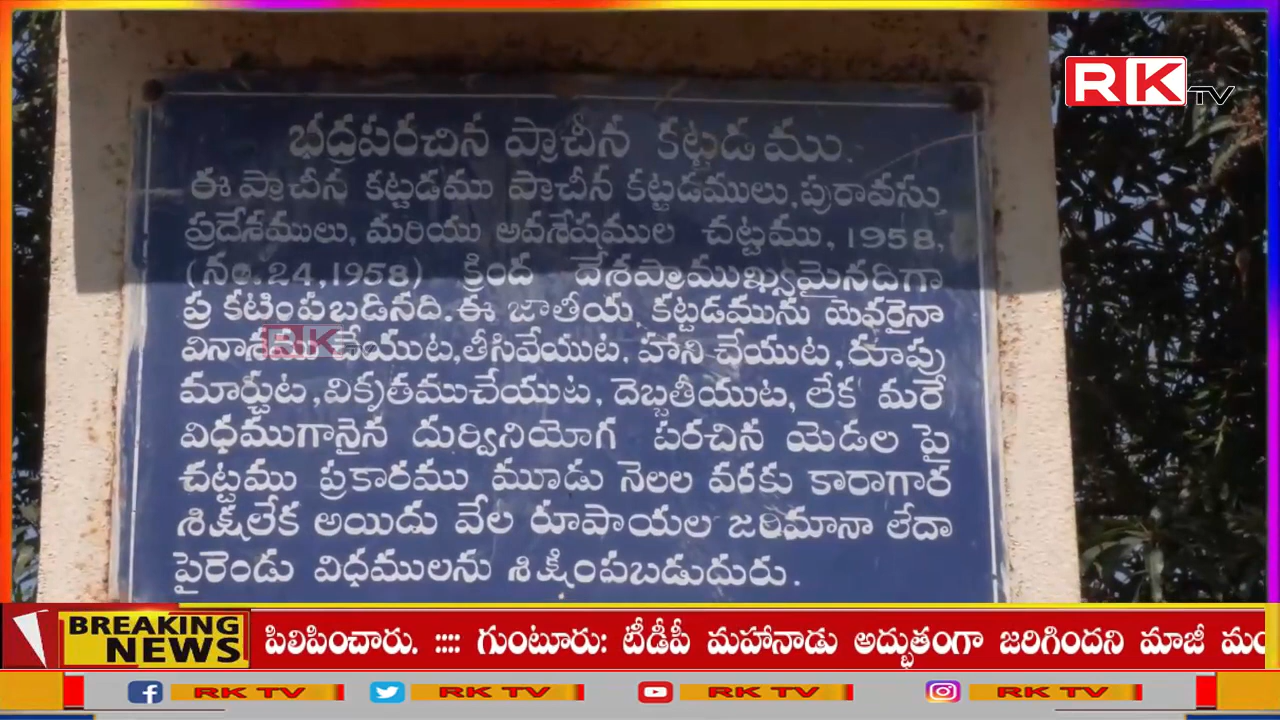 RK TV
భద్రపరచిన ప్రాచీన కట్టడము.
ఈ ప్రాచీన కట్టడము ప్రాచీన కట్టడములు, పురావస్తు
ప్రదేశములు, మరియు అవశేషముల చట్టము, 1958,
(నం.24,1958) క్రింద దేశప్రాముఖ్యమైనదిగా
ప్రకటింపబడినది. ఈ జాతీయ కట్టడమును యెవరైనా
వినాశము చేయుట, తీసివేయుట. హాని చేయుట, రూపు
మార్చుట, వికృతముచేయుట, దెబ్బతీయుట, లేక మరే
విధముగానైన దుర్వినియోగ పరచిన యెడల పై
చట్టము ప్రకారము మూడు నెలల వరకు కారాగార
శిక్షలేక అయిదు వేల రూపాయల జరిమానా లేదా
పైరెండు విధములను శిక్షింపబడుదురు.
RK TV
BREAKING NEWS
పిలిపించారు. :::: గుంటూరు: టీడీపీ మహానాడు అద్భుతంగా జరిగిందని మాజీ
RK TV RK TV RK TV RK TV